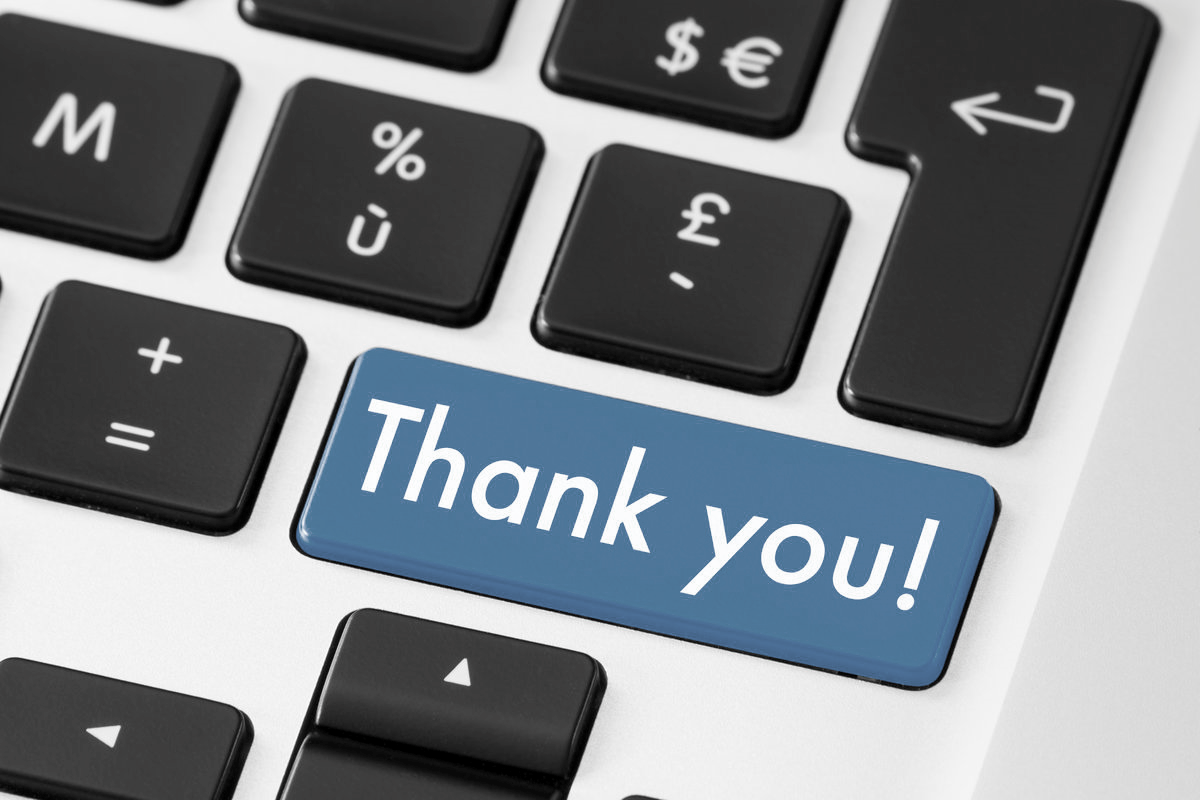 $ €
M
%
ù
£
`
+
=
Thank you!